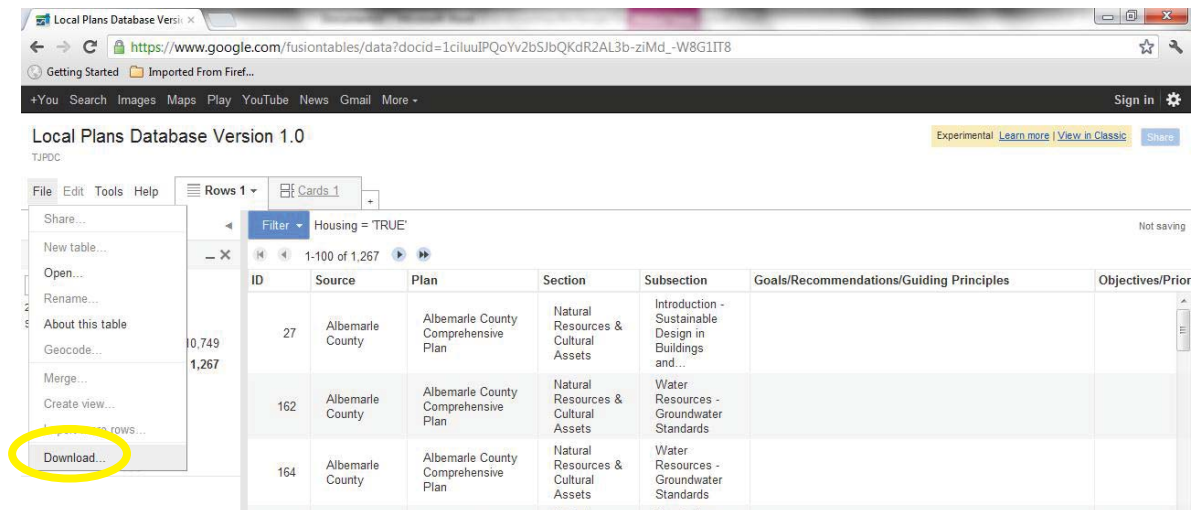 Local Plans Database Versi
https://www.google.com/fusiontables/data?docid=1ciluuIPQoYv2bSJbQKdR2AL3b-ziMd_-W8G1IT8
Getting Started Imported From Firef...
+You Search Images Maps Play YouTube News Gmail More
Sign in
Local Plans Database Version 1.0
TJPDC
Experimental Learn more | View in Classic Share
File Edit Tools Help Rows 1 Cards 1 +
Share...
New table...
Open...
Rename...
About this table
Geocode...
Merge...
Create view...
rows...
Download...
0,749
1,267
Filter Housing = 'TRUE'
Not saving
1-100 of 1,267
ID Source Plan Section Subsection Goals/Recommendations/Guiding Principles Objectives/Prior
27
Albemarle
County
Albemarle County
Comprehensive
Plan
Natural
Resources &
Cultural
Assets
Introduction -
Sustainable
Design in
Buildings
and...
162
Albemarle
County
Albemarle County
Comprehensive
Plan
Natural
Resources &
Cultural
Assets
Water
Resources -
Groundwater
Standards
164
Albemarle
County
Albemarle County
Comprehensive
Plan
Natural
Resources &
Cultural
Assets
Water
Resources -
Groundwater
Standards